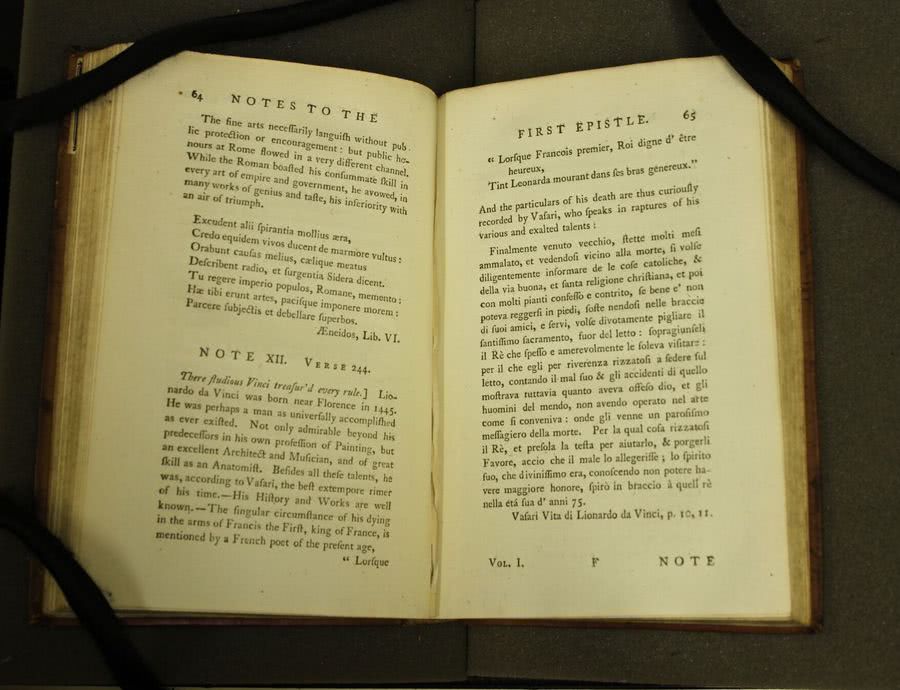 64 NOTES TO THE
The fine arts neceſſarily languiſh without pub-
lic protection or encouragement: but public ho-
nours at Rome flowed in a very different channel.
While the Roman boaſted his conſummate ſkill in
every art of empire and government, he avowed, in
many works of genius and taſte, his inferiority with
an air of triumph.
Excudent alii ſpirantia mollius æra,
Credo equidem vivos ducent de marmore vultus:
Orabunt cauſas melius, cælique meatus
Deſcribent radio, et ſurgentia Sidera dicent.
Tu regere imperio populos, Romane, memento:
Hæ tibi erunt artes, paciſque imponere morem:
Parcere ſubjectis et debellare ſuperbos.
Æneidos, Lib. VI.
NOTE XII. VERSE 244.
There ſtudious Vinci treaſur'd every rule.] Lio-
nardo da Vinci was born near Florence in 1445.
He was perhaps a man as univerſally accompliſhed
as ever exiſted. Not only admirable beyond his
predeceſſors in his own profeſſion of Painting, but
an excellent Architect and Muſician, and of great
ſkill as an Anatomiſt. Beſides all theſe talents, he
was, according to Vaſari, the beſt extempore rimer
of his time.—His Hiſtory and Works are well
known.—The ſingular circumſtance of his dying
in the arms of Francis the Firſt, king of France, is
mentioned by a French poet of the preſent age,
“ Lorſque
FIRST EPISTLE. 65
“ Lorſque Francois premier, Roi digne d' être
heureux,
'Tint Leonarda mourant dans ſes bras genereux.”
And the particulars of his death are thus curiouſly
recorded by Vaſari, who ſpeaks in raptures of his
various and exalted talents:
Finalmente venuto vecchio, ſtette molti meſi
ammalato, et vedendoſi vicino alla morte, ſi volſe
diligentemente informare de le coſe catoliche, &
della via buona, et ſanta religione chriſtiana, et poi
con molti pianti confeſſo e contrito, ſe bene e' non
poteva reggerſi in piedi, ſoſte nendoſi nelle braccie
di ſuoi amici, e ſervi, volſe divotamente pigliare il
ſantiſſimo ſacramento, fuor del letto: ſopragiunſeli
il Rè che ſpeſſo e amerevolmente le ſoleva viſitare:
per il che egli per riverenza rizzatoſi a ſedere ſul
letto, contando il mal ſuo & gli accidenti di quello
moſtrava tuttavia quanto aveva offeſo dio, et gli
huomini del mendo, non avendo operato nel arte
come ſi conveniva: onde gli venne un paroſiſmo
meſſagiero della morte. Per la qual coſa rizzatoſi
il Rè, et preſola la teſta per aiutarlo, & porgerli
Favore, accio che il male lo allegeriſſe; lo ſpirito
ſuo, che diviniſſimo era, conoſcendo non potere ha-
vere maggiore honore, ſpirò in braccio à quell rè
nella età ſua d' anni 75.
Vaſari Vita di Lionardo da Vinci, p. 10, 11.
VOL. I. F NOTE